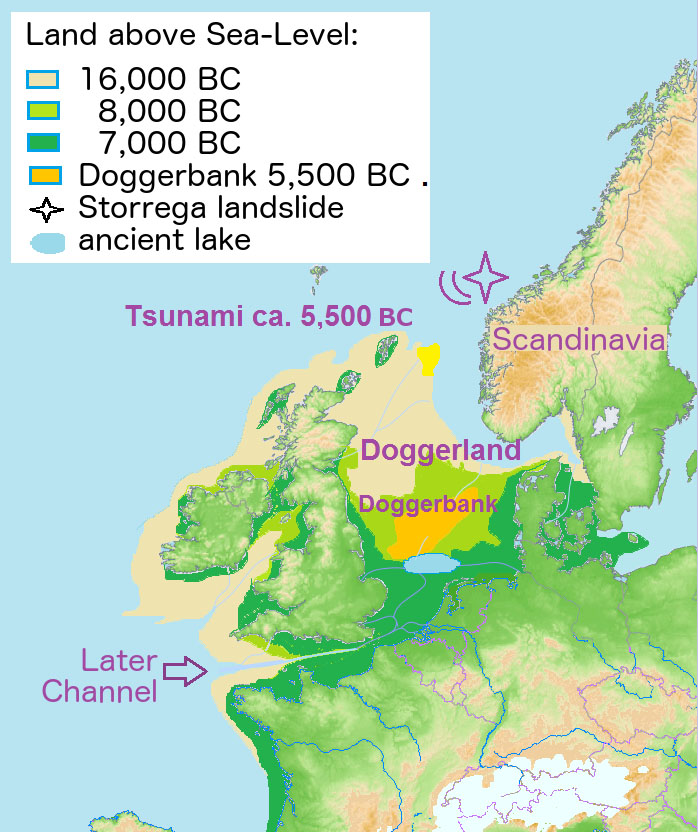 Land above Sea-Level:
16,000 BC
8,000 BC
7,000 BC
Doggerbank 5,500 BC .
Storrega landslide
ancient lake
Tsunami ca. 5,500 BC
Scandinavia
Doggerland
Doggerbank
Later
Channel